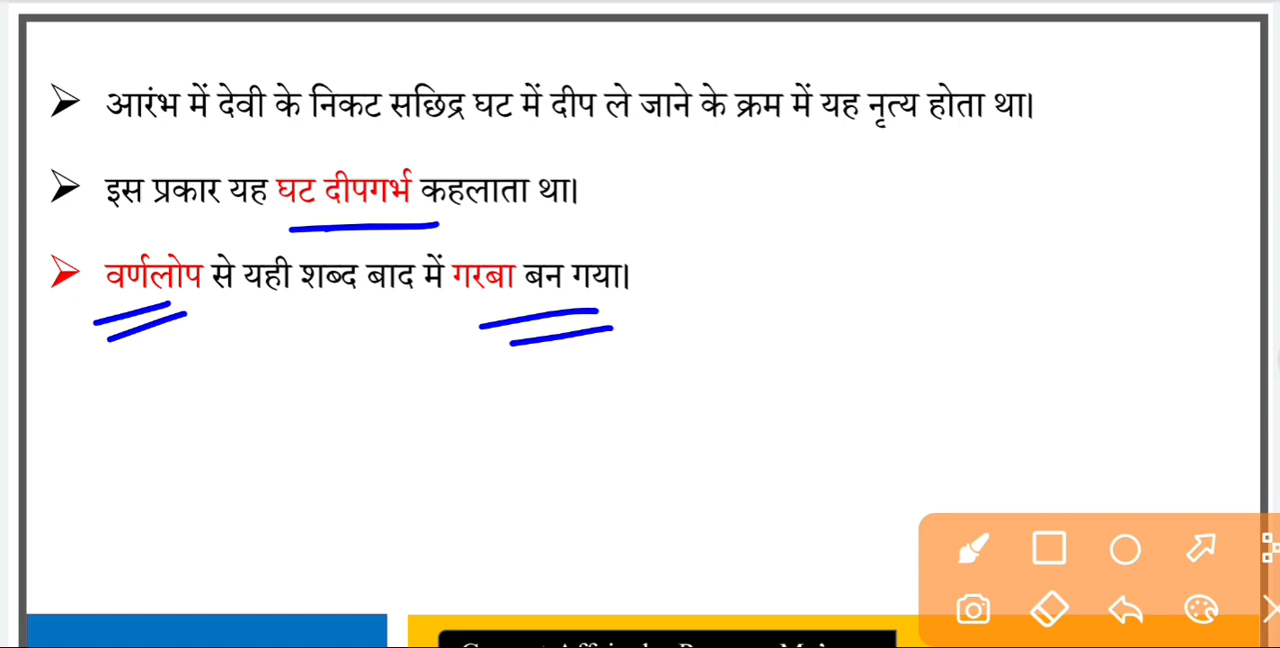 आरंभ में देवी के निकट सछिद्र घट में दीप ले जाने के क्रम में यह नृत्य होता था।
इस प्रकार यह घट दीपगर्भ कहलाता था।
वर्णलोप से यही शब्द बाद में गरबा बन गया।